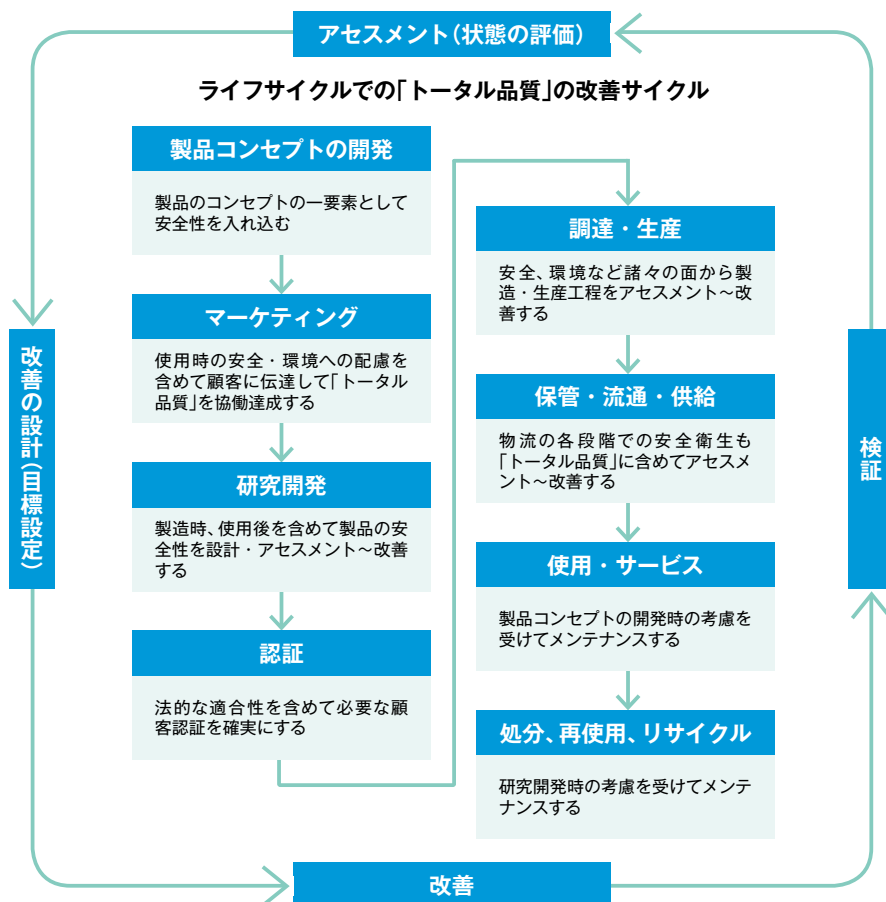 アセスメント（状態の評価）
ライフサイクルでの「トータル品質」の改善サイクル
製品コンセプトの開発
製品のコンセプトの一要素として
安全性を入れ込む
マーケティング
使用時の安全・環境への配慮を
含めて顧客に伝達して「トータル
品質」を協働達成する
研究開発
製造時、使用後を含めて製品の安
全性を設計・アセスメント～改善
する
認証
法的な適合性を含めて必要な顧
客認証を確実にする
調達・生産
安全、環境など諸々の面から製
造・生産工程をアセスメント～改
善する
保管・流通・供給
物流の各段階での安全衛生も
「トータル品質」に含めてアセスメ
ント～改善する
使用・サービス
製品コンセプトの開発時の考慮を
受けてメンテナンスする
処分、再使用、リサイクル
研究開発時の考慮を受けてメンテ
ナンスする
改善の設計（目標設定）
改善
検証